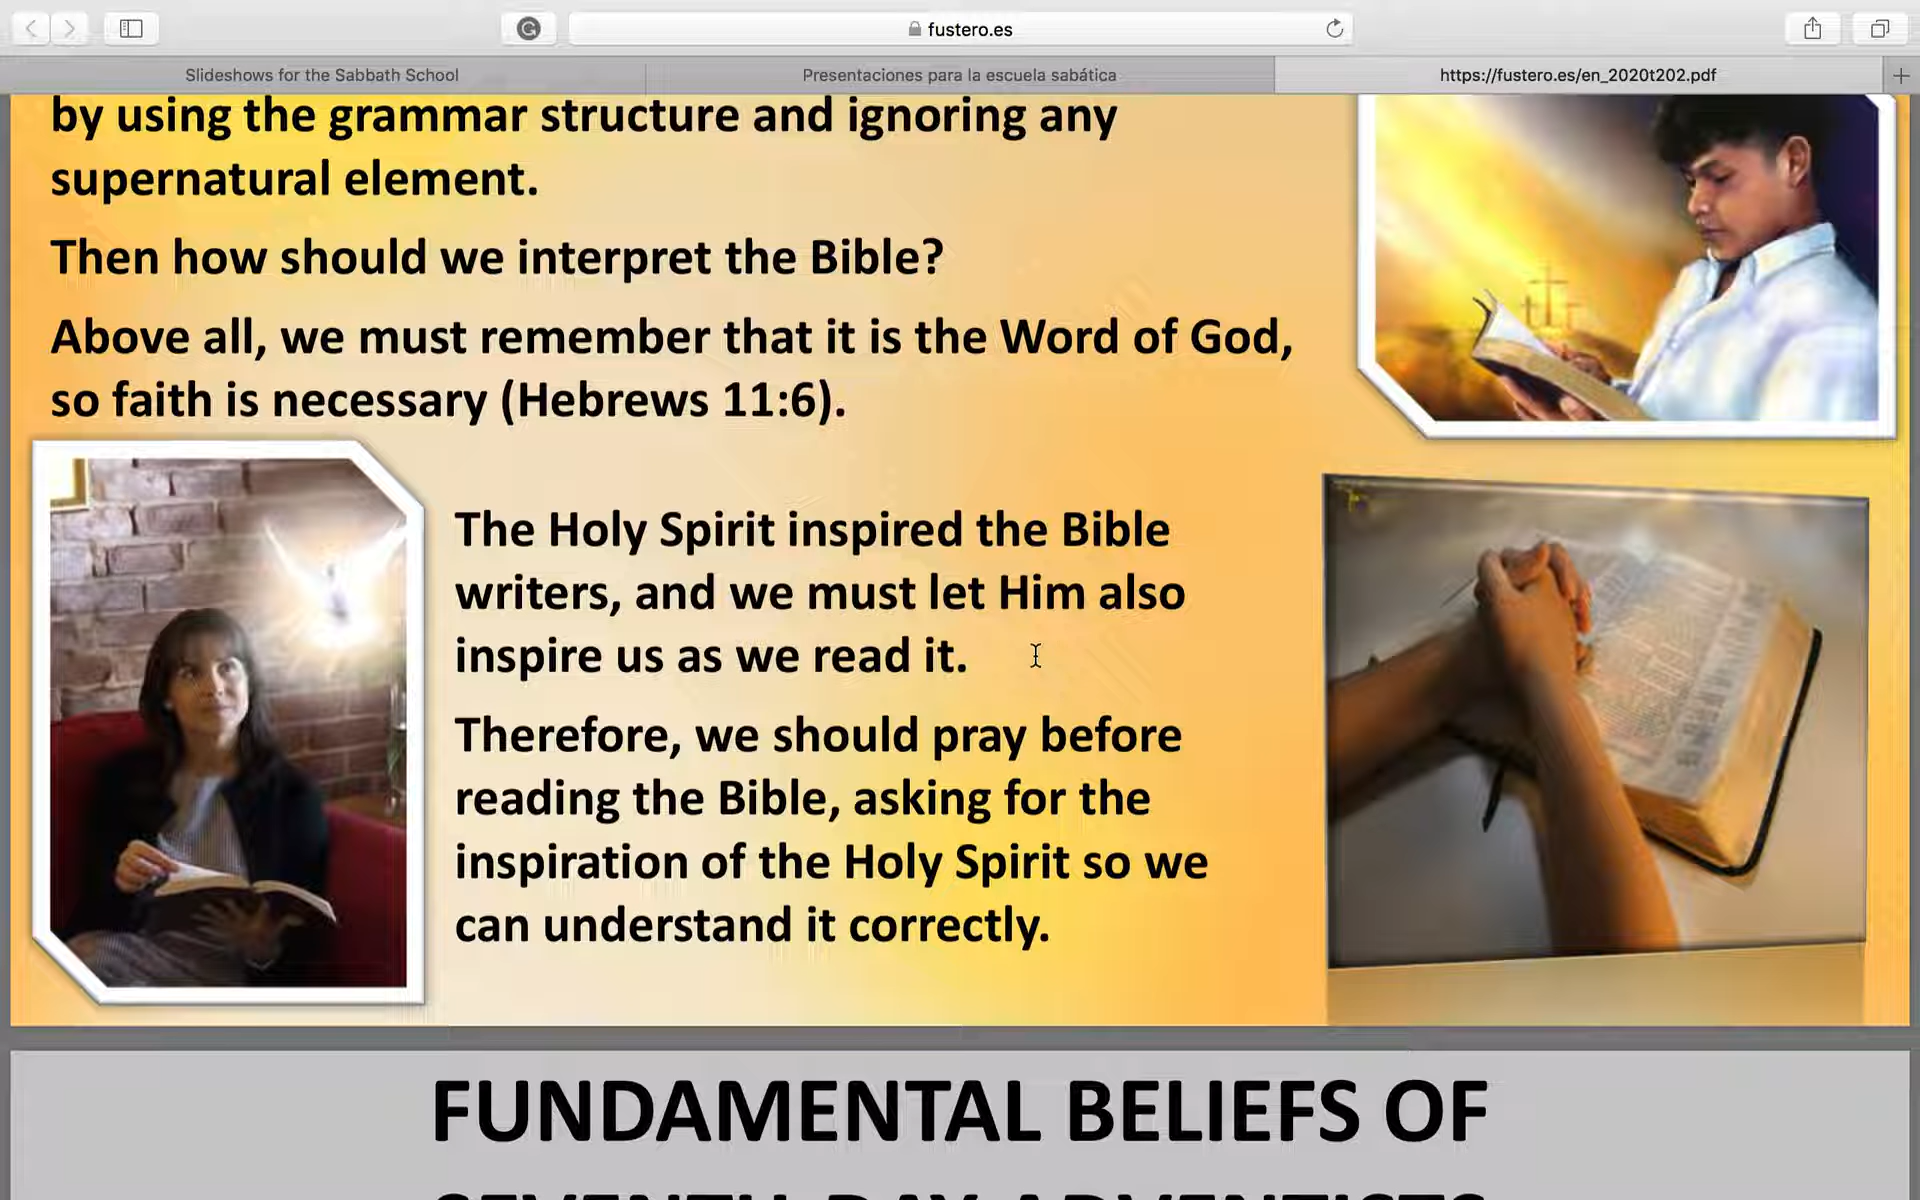 fustero.es
Slideshows for the Sabbath School
Presentaciones para la escuela sabática
https://fustero.es/en_2020t202.pdf
by using the grammar structure and ignoring any
supernatural element.
Then how should we interpret the Bible?
Above all, we must remember that it is the Word of God,
so faith is necessary (Hebrews 11:6).
The Holy Spirit inspired the Bible
writers, and we must let Him also
inspire us as we read it.
Therefore, we should pray before
reading the Bible, asking for the
inspiration of the Holy Spirit so we
can understand it correctly.
FUNDAMENTAL BELIEFS OF
SEVENTH-DAY ADVENTISTS